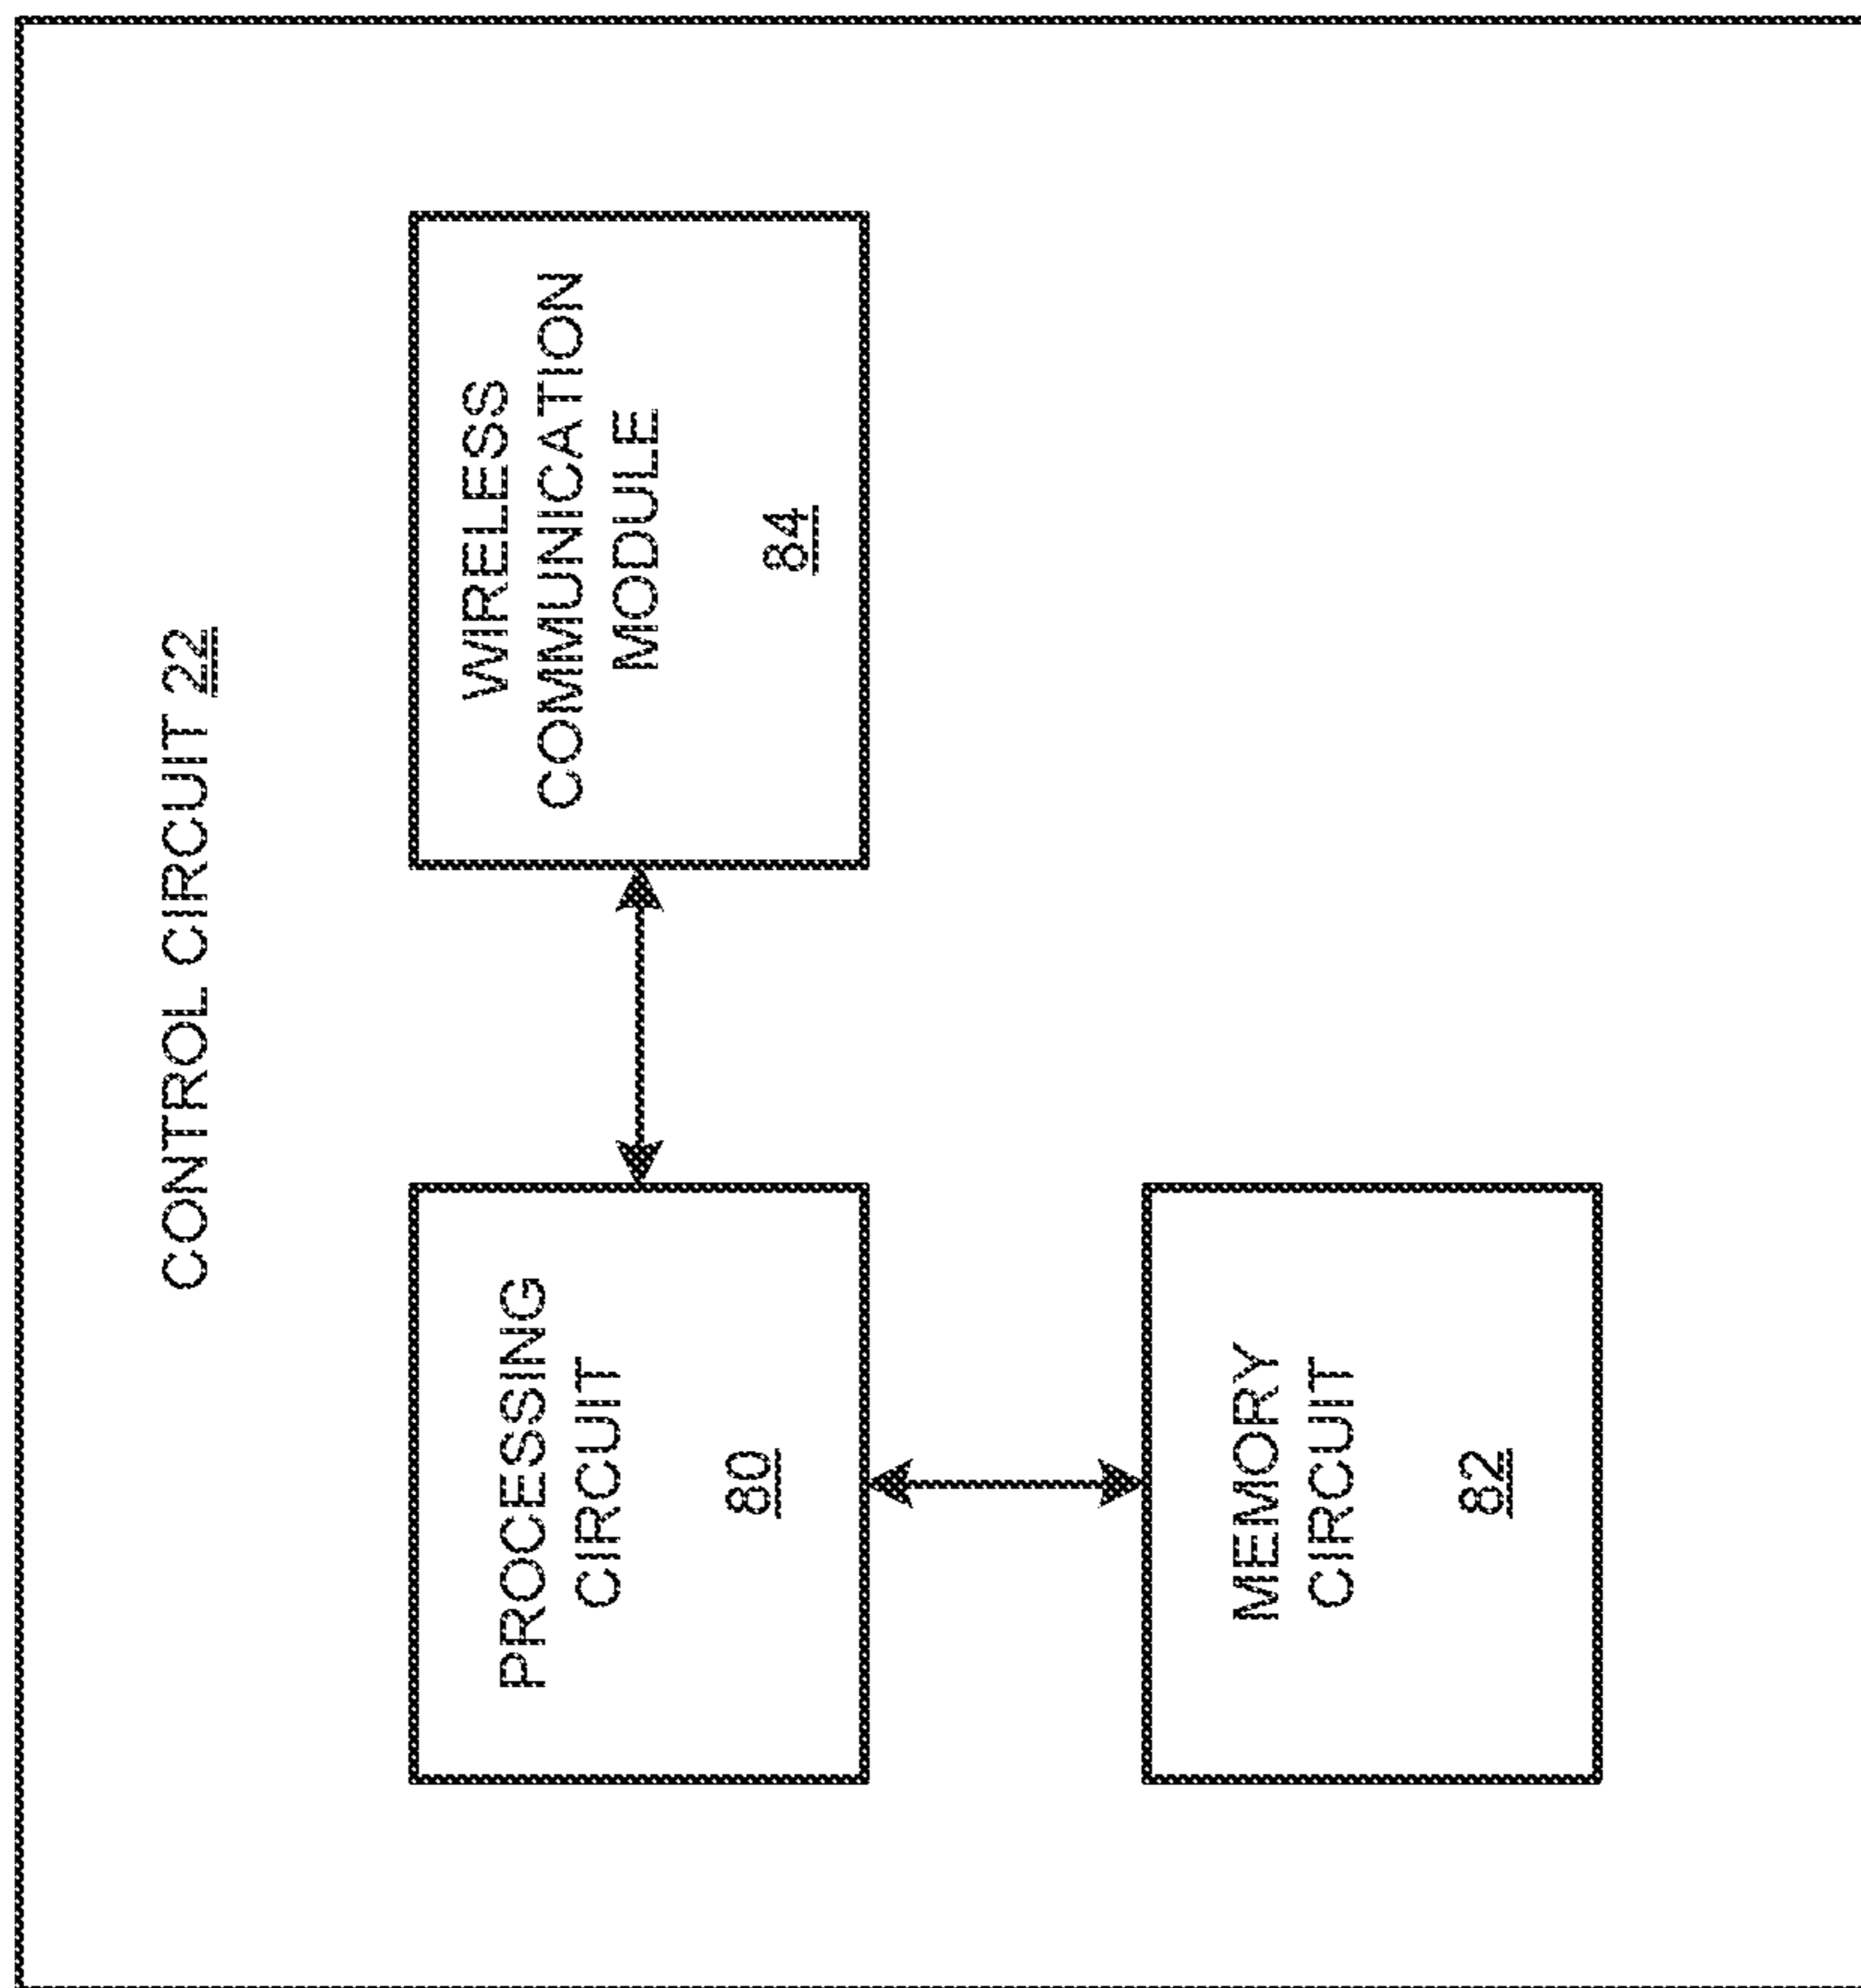 CONTROL CIRCUIT 22
PROCESSING
CIRCUIT
80
WIRELESS
COMMUNICATION
MODULE
84
MEMORY
CIRCUIT
82